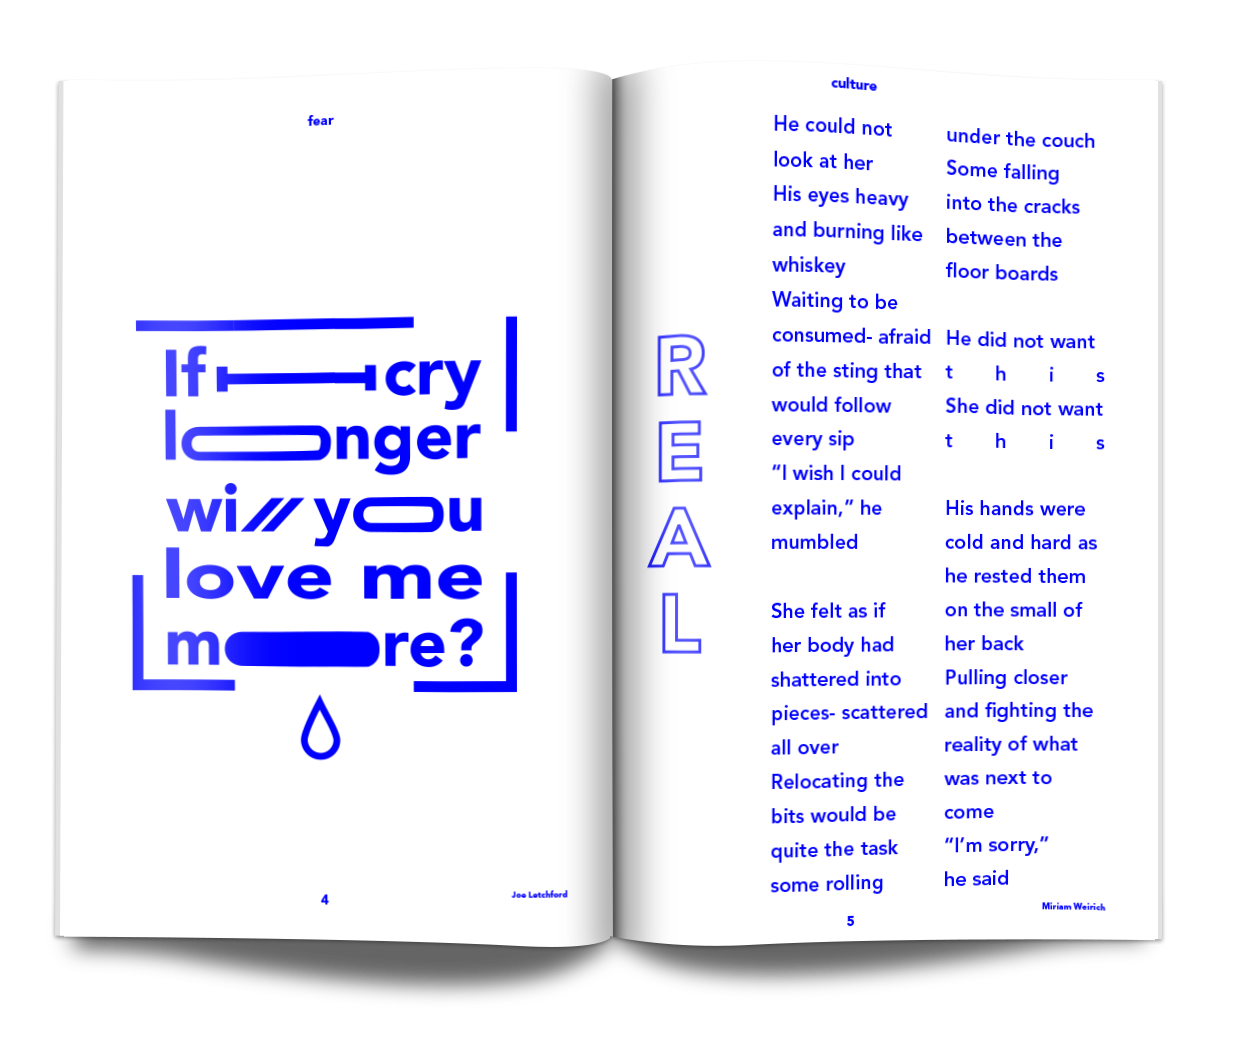 fear
If I cry
longer
will you
love me
more?
4
Joe Letchford
culture
REAL
He could not
look at her
His eyes heavy
and burning like
whiskey
Waiting to be
consumed- afraid
of the sting that
would follow
every sip
“I wish I could
explain,” he
mumbled
She felt as if
her body had
shattered into
pieces- scattered
all over
Relocating the
bits would be
quite the task
some rolling
under the couch
Some falling
into the cracks
between the
floor boards
He did not want
t h i s
She did not want
t h i s
His hands were
cold and hard as
he rested them
on the small of
her back
Pulling closer
and fighting the
reality of what
was next to
come
“I’m sorry,”
he said
5
Miriam Weirich